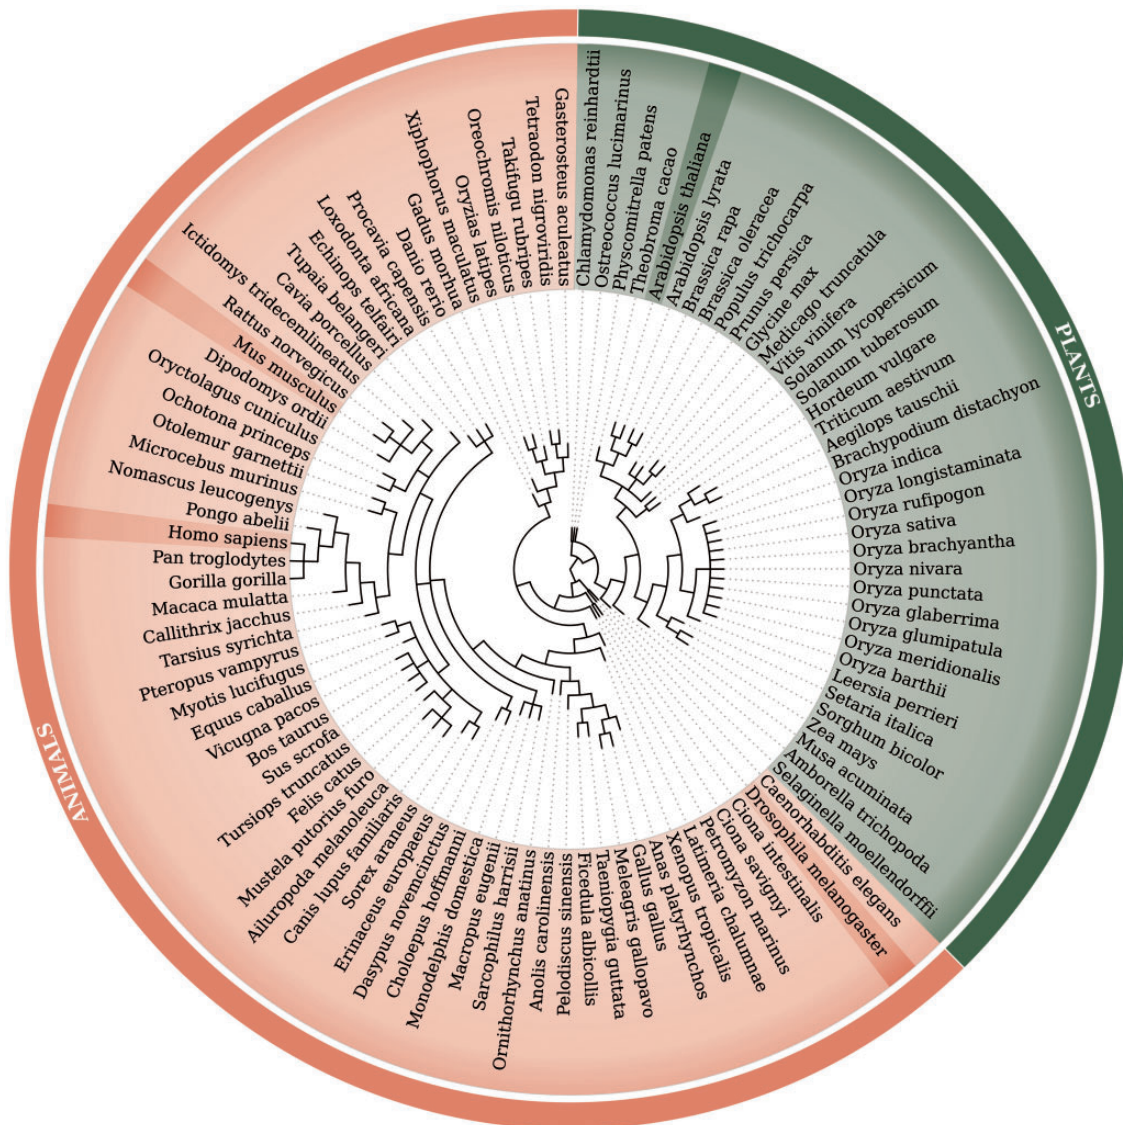 Chlamydomonas reinhardtii
Ostreococcus lucimarinus
Physcomitrella patens
Theobroma cacao
Arabidopsis thaliana
Arabidopsis lyrata
Brassica rapa
Brassica oleracea
Populus trichocarpa
Prunus persica
Glycine max
Medicago truncatula
Vitis vinifera
Solanum lycopersicum
Solanum tuberosum
Hordeum vulgare
Triticum aestivum
Aegilops tauschii
Brachypodium distachyon
Oryza indica
Oryza longistaminata
Oryza rufipogon
Oryza sativa
Oryza brachyantha
Oryza nivara
Oryza punctata
Oryza glaberrima
Oryza glumipatula
Oryza meridionalis
Oryza barthii
Leersia perrieri
Setaria italica
Sorghum bicolor
Zea mays
Musa acuminata
Amborella trichopoda
Selaginella moellendorffii
Caenorhabditis elegans
Drosophila melanogaster
Ciona intestinalis
Ciona savignyi
Petromyzon marinus
Latimeria chalumnae
Xenopus tropicalis
Anas platyrhynchos
Gallus gallus
Meleagris gallopavo
Taeniopygia guttata
Ficedula albicollis
Pelodiscus sinensis
Anolis carolinensis
Ornithorhynchus anatinus
Sarcophilus harrisii
Macropus eugenii
Monodelphis domestica
Choloepus hoffmannii
Dasypus novemcinctus
Erinaceus europaeus
Sorex araneus
Canis lupus familiaris
Ailuropoda melanoleuca
Mustela putorius furo
Felis catus
Tursiops truncatus
Sus scrofa
Bos taurus
Vicugna pacos
Equus caballus
Myotis lucifugus
Pteropus vampyrus
Tarsius syrichta
Callithrix jacchus
Macaca mulatta
Gorilla gorilla
Pan troglodytes
Homo sapiens
Pongo abelii
Nomascus leucogenys
Microcebus murinus
Otolemur garnettii
Ochotona princeps
Oryctolagus cuniculus
Dipodomys ordii
Mus musculus
Rattus norvegicus
Ictidomys tridecemlineatus
Cavia porcellus
Tupaia belangeri
Echinops telfairi
Loxodonta africana
Procavia capensis
Danio rerio
Gadus morhua
Xiphophorus maculatus
Oryzias latipes
Oreochromis niloticus
Takifugu rubripes
Tetraodon nigroviridis
Gasterosteus aculeatus
PLANTS
ANIMALS